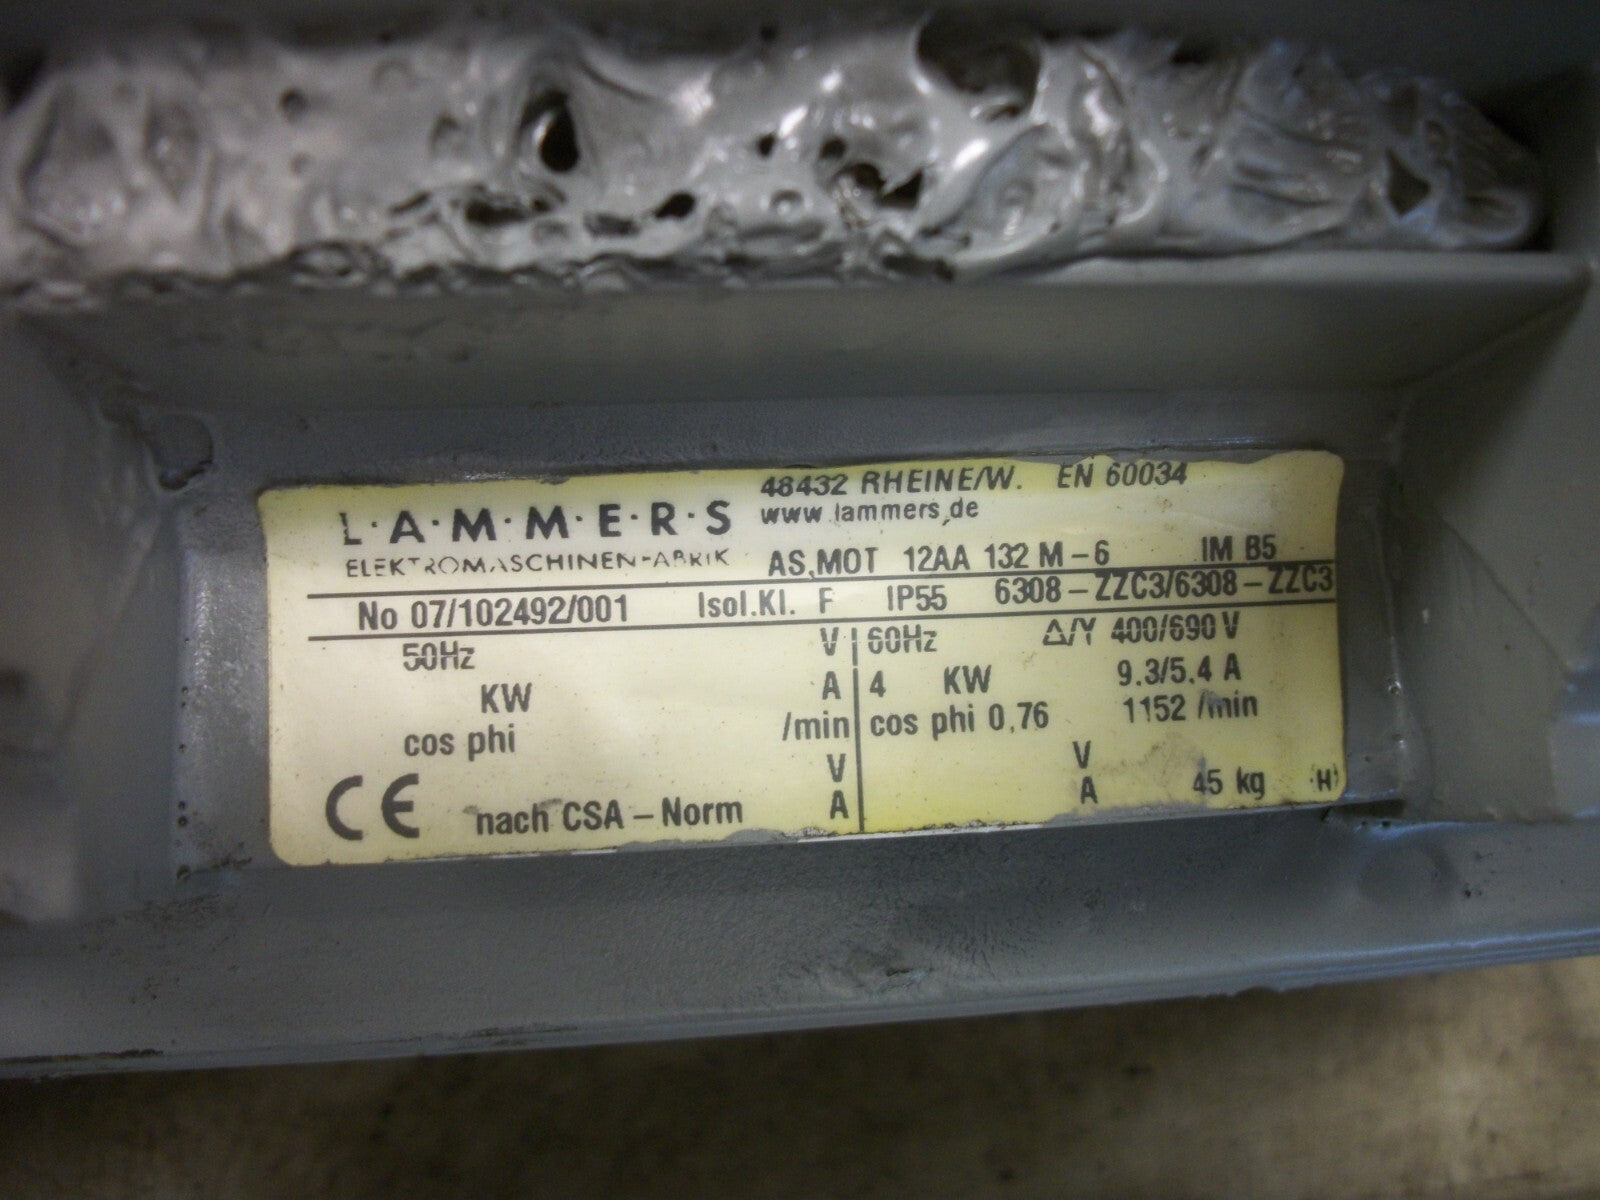 L·A·M·M·E·R·S
ELEKTROMASCHINENFABRIK
48432 RHEINE/W. EN 60034
www.lammers.de
AS.MOT 12AA 132 M-6 IM B5
No 07/102492/001 Isol.Kl. F IP55 6308-ZZC3/6308-ZZC3
50Hz V 60Hz Δ/Y 400/690 V
KW A 4 KW 9.3/5.4 A
cos phi /min cos phi 0.76 1152 /min
V V
CE nach CSA-Norm A A 45 kg (H)